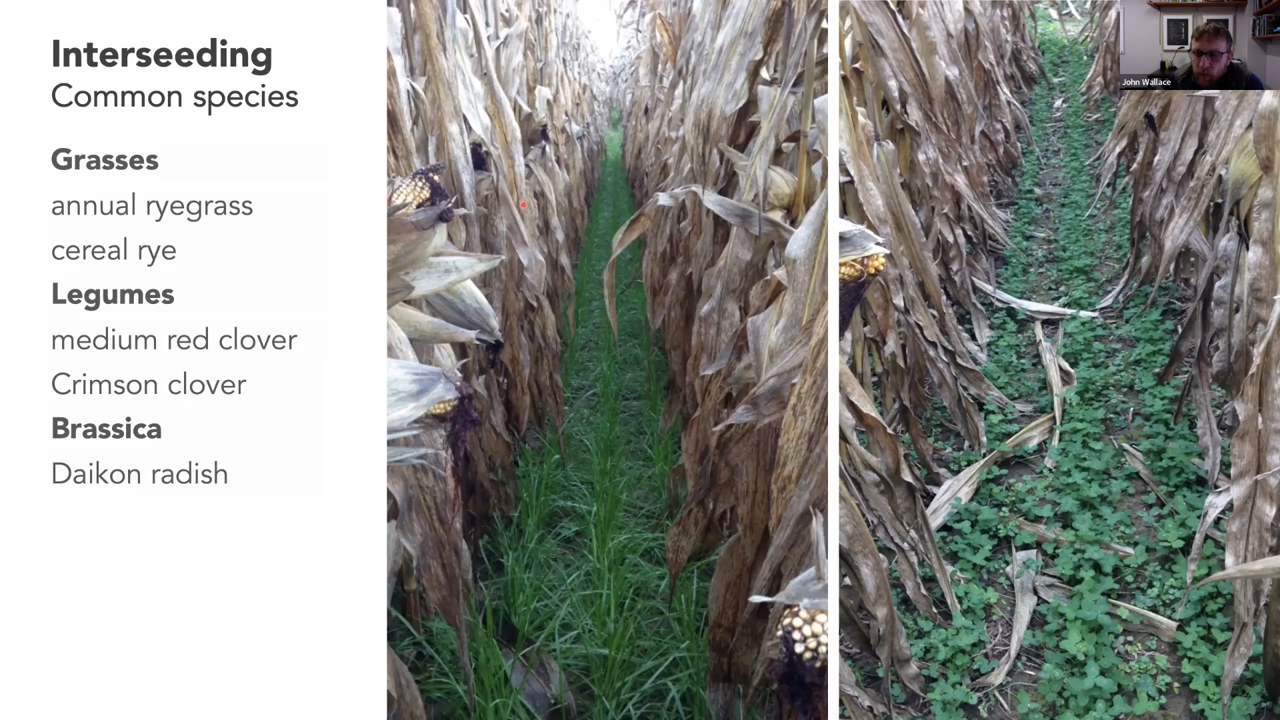 Interseeding
Common species
Grasses
annual ryegrass
cereal rye
Legumes
medium red clover
Crimson clover
Brassica
Daikon radish
John Wallace